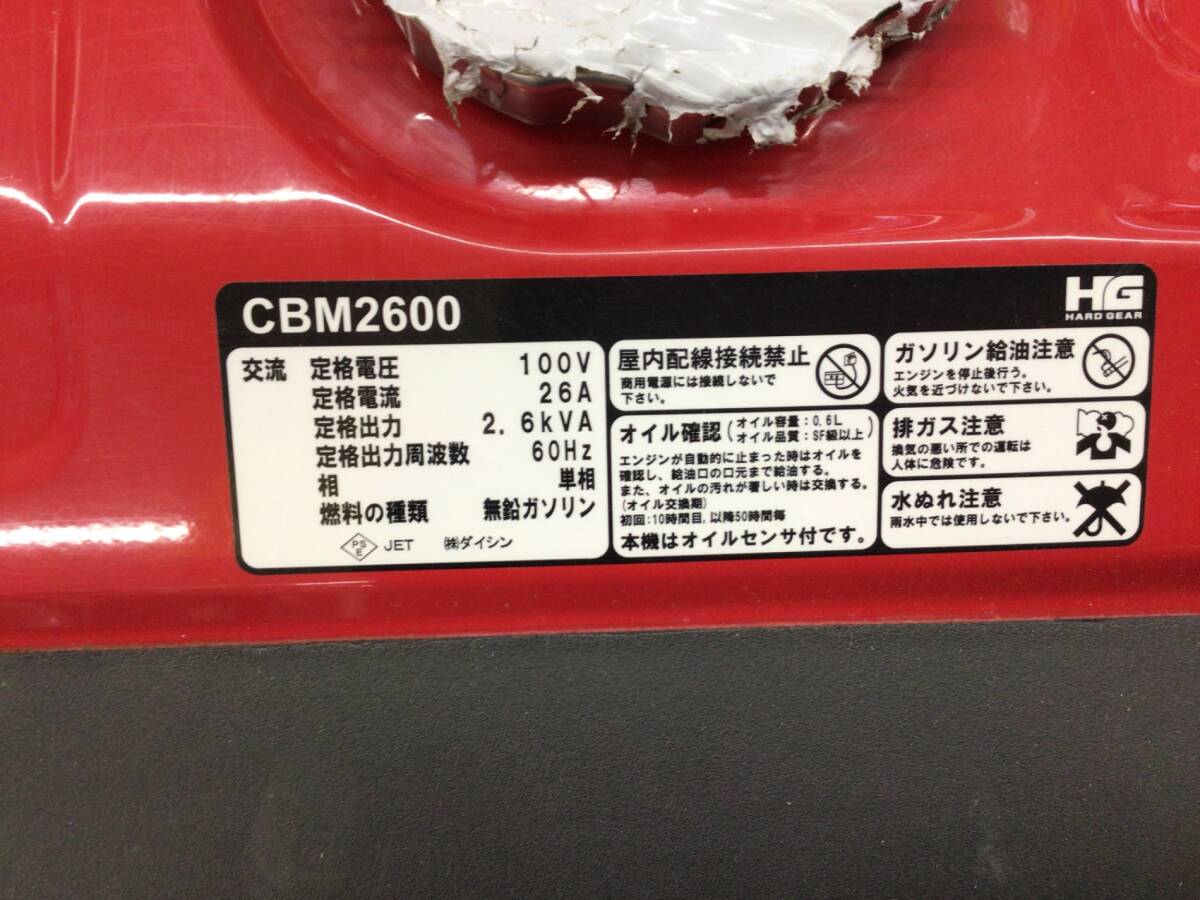 CBM2600
HG
HARD GEAR
交流 定格電圧 100V
定格電流 26A
定格出力 2.6kVA
定格出力周波数 60Hz
相 単相
燃料の種類 無鉛ガソリン
PSE JET ㈱ダイシン
屋内配線接続禁止
商用電源には接続しないで
下さい。
オイル確認(オイル容量:0.6L
オイル品質:SF級以上)
エンジンが自動的に止まった時はオイルを
確認し、給油口の口元まで給油する。
また、オイルの汚れが著しい時は交換する。
(オイル交換期)
初回:10時間目,以降50時間毎
本機はオイルセンサ付です。
ガソリン給油注意
エンジンを停止後行う。
火気を近づけないで下さい。
排ガス注意
換気の悪い所での運転は
人体に危険です。
水ぬれ注意
雨水中では使用しないで下さい。